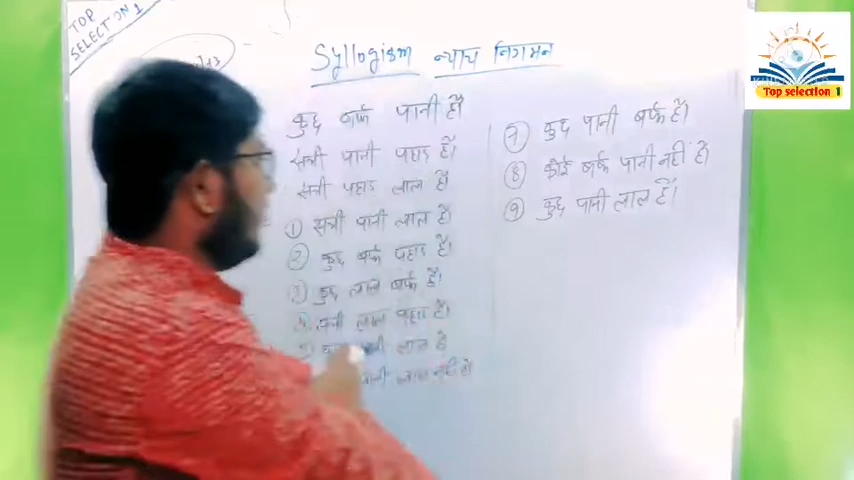 TOP
SELECTION 1
Syllogism न्याय निगमन
कुछ बर्फ पानी है।
सभी पानी पहाड है।
सभी पहाड लाल है।
① सभी पानी लाल है।
② कुछ बर्फ पहाड है।
③ कुछ लाल बर्फ है।
सभी लाल पहाड है।
लाल है
पानी लाल नहीं है।
⑦ कुछ पानी बर्फ है।
⑧ कोई बर्फ पानी नहीं है।
⑨ कुछ पानी लाल है।
Top selection 1